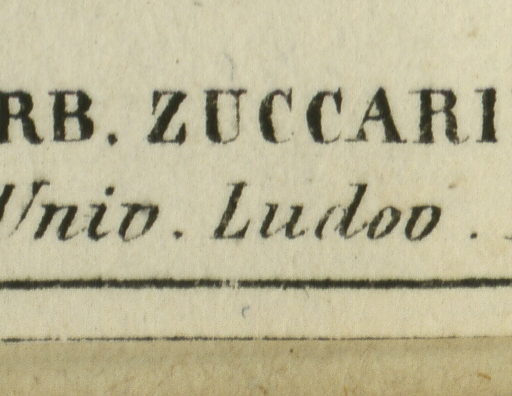 RB. ZUCCARI
Univ. Ludov.